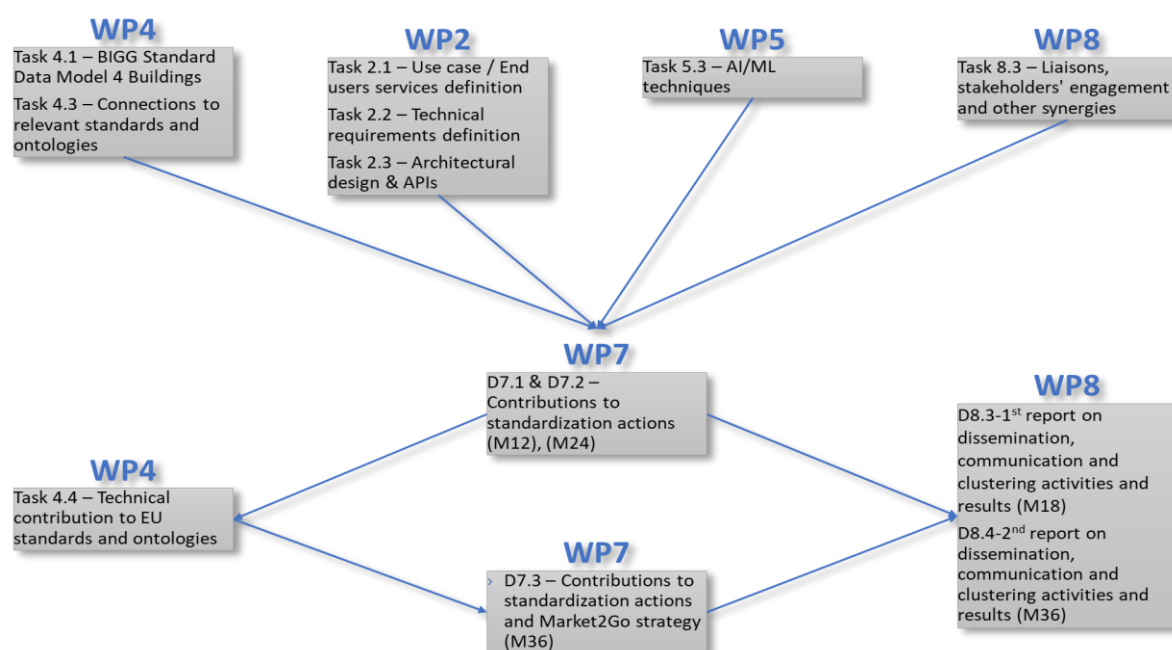 WP4
Task 4.1 – BIGG Standard
Data Model 4 Buildings
Task 4.3 – Connections to
relevant standards and
ontologies
WP2
Task 2.1 – Use case / End
users services definition
Task 2.2 – Technical
requirements definition
Task 2.3 – Architectural
design & APIs
WP5
Task 5.3 – AI/ML
techniques
WP8
Task 8.3 – Liaisons,
stakeholders' engagement
and other synergies
WP7
D7.1 & D7.2 –
Contributions to
standardization actions
(M12), (M24)
WP4
Task 4.4 – Technical
contribution to EU
standards and ontologies
WP7
› D7.3 – Contributions to
standardization actions
and Market2Go strategy
(M36)
WP8
D8.3-1st report on
dissemination,
communication and
clustering activities and
results (M18)
D8.4-2nd report on
dissemination,
communication and
clustering activities and
results (M36)